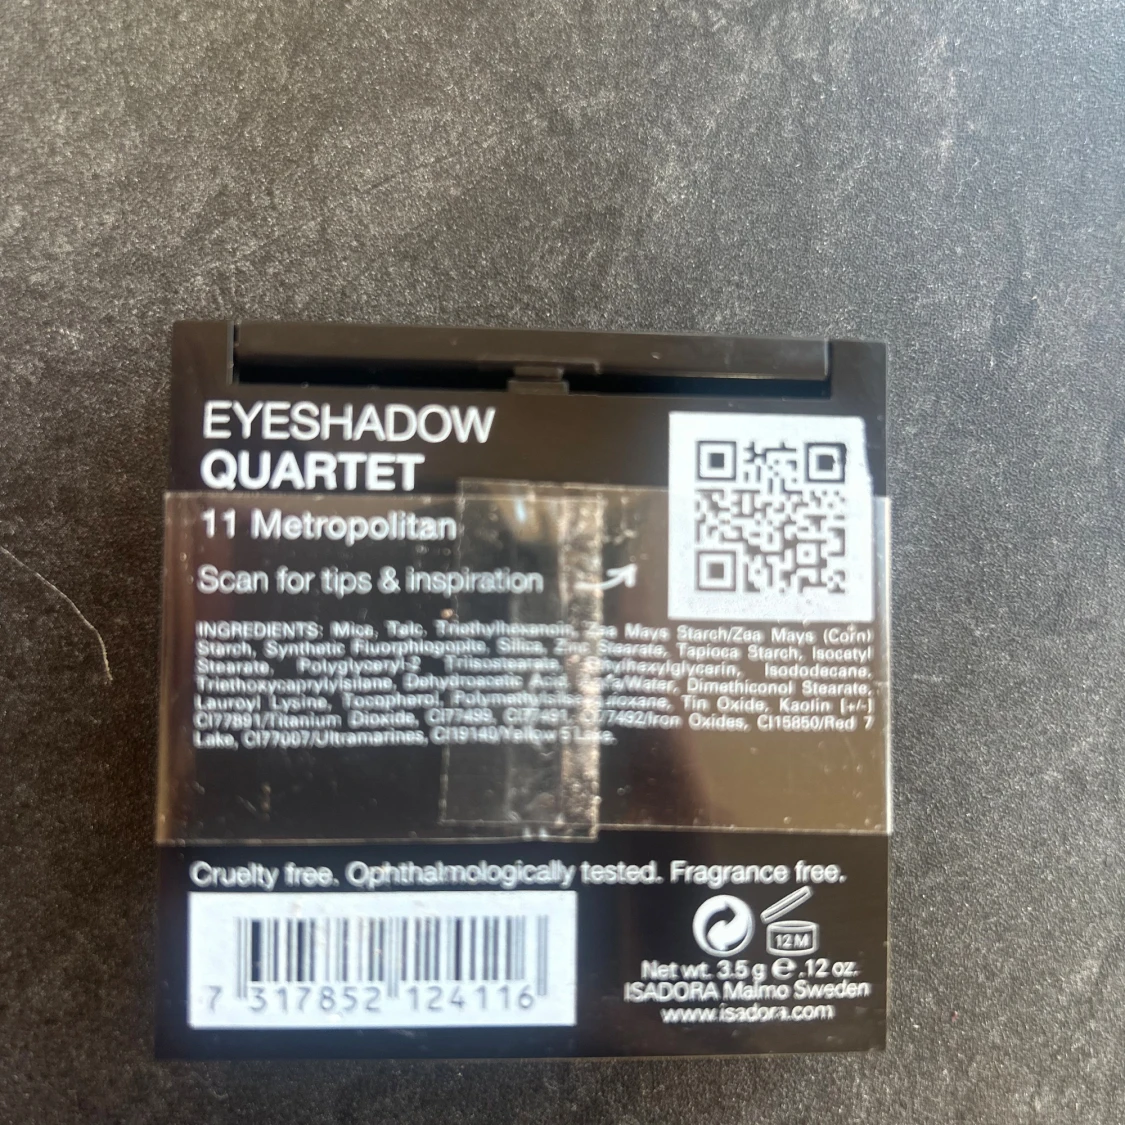 EYESHADOW
QUARTET
11 Metropolitan
Scan for tips & inspiration
INGREDIENTS: Mica, Talc, Triethylhexanoin, Zea Mays Starch/Zea Mays (Corn)
Starch, Synthetic Fluorphlogopite, Silica, Zinc Stearate, Tapioca Starch, Isocetyl
Stearate, Polyglyceryl-2 Triisostearate, Isododecane,
Triethoxycaprylylsilane, Dehydroacetic Acid, Dimethiconol Stearate,
Lauroyl Lysine, Tocopherol, Tin Oxide, Kaolin [+/-]
CI77891/Titanium Dioxide, CI77499, CI77491, CI77492/Iron Oxides, CI15850/Red 7
Lake, CI77007/Ultramarines, CI19140/Yellow 5 Lake.
Cruelty free. Ophthalmologically tested. Fragrance free.
12M
7 317852 124116
Net wt. 3.5 g ℮ .12 oz.
ISADORA Malmo Sweden
www.isadora.com